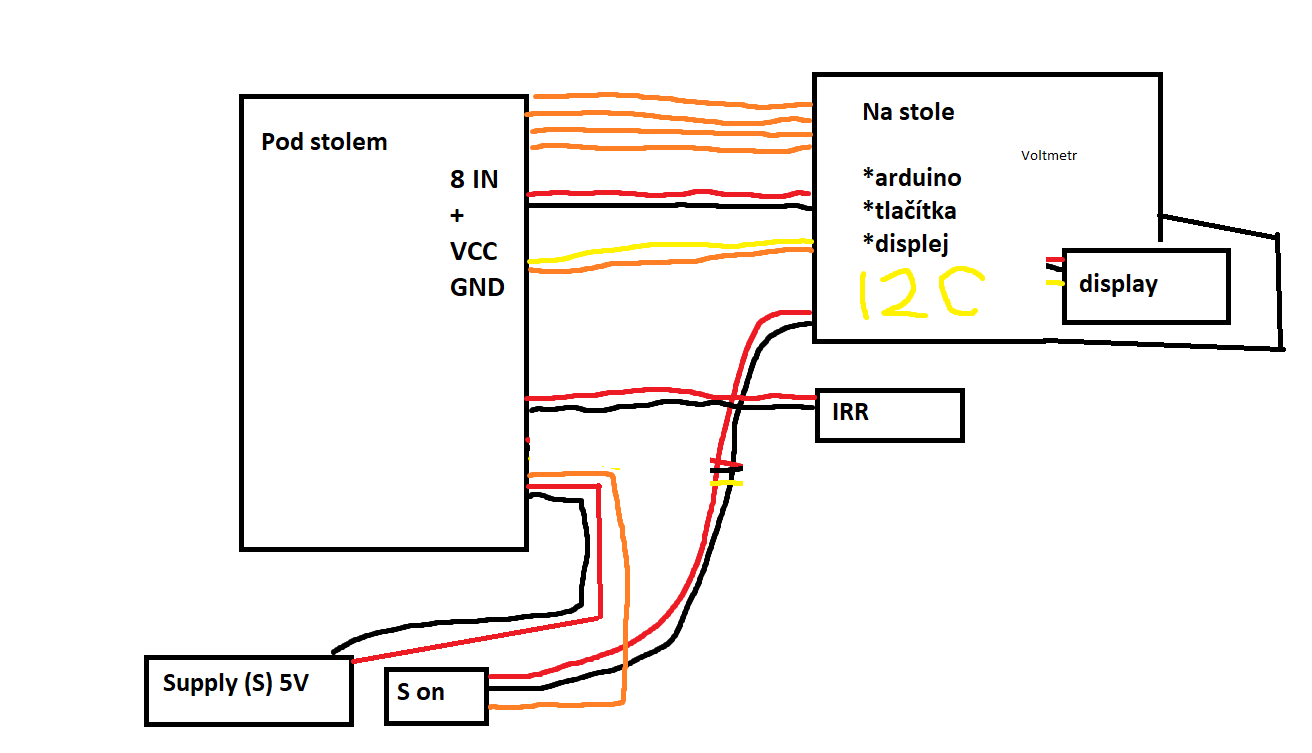 Pod stolem
8 IN
+
VCC
GND
Na stole
Voltmetr
*arduino
*tlačítka
*displej
I2C
display
IRR
Supply (S) 5V
S on